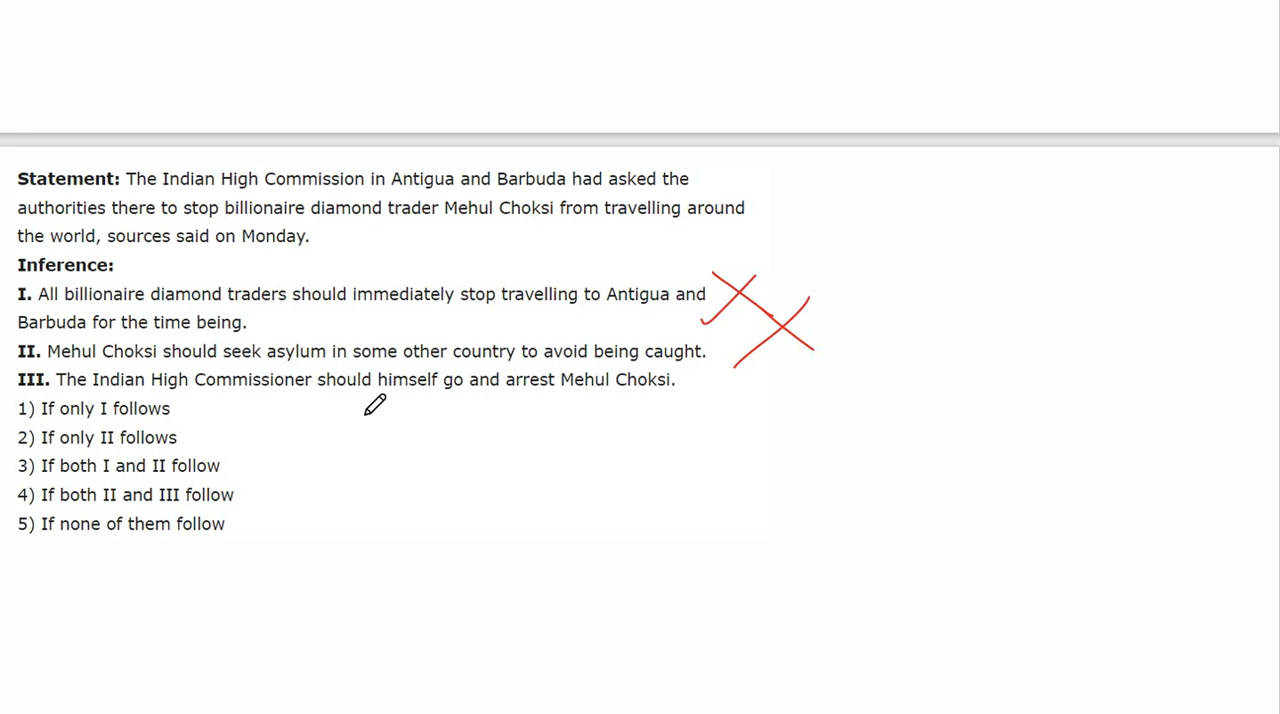 Statement: The Indian High Commission in Antigua and Barbuda had asked the
authorities there to stop billionaire diamond trader Mehul Choksi from travelling around
the world, sources said on Monday.
Inference:
I. All billionaire diamond traders should immediately stop travelling to Antigua and
Barbuda for the time being.
II. Mehul Choksi should seek asylum in some other country to avoid being caught.
III. The Indian High Commissioner should himself go and arrest Mehul Choksi.
1) If only I follows
2) If only II follows
3) If both I and II follow
4) If both II and III follow
5) If none of them follow